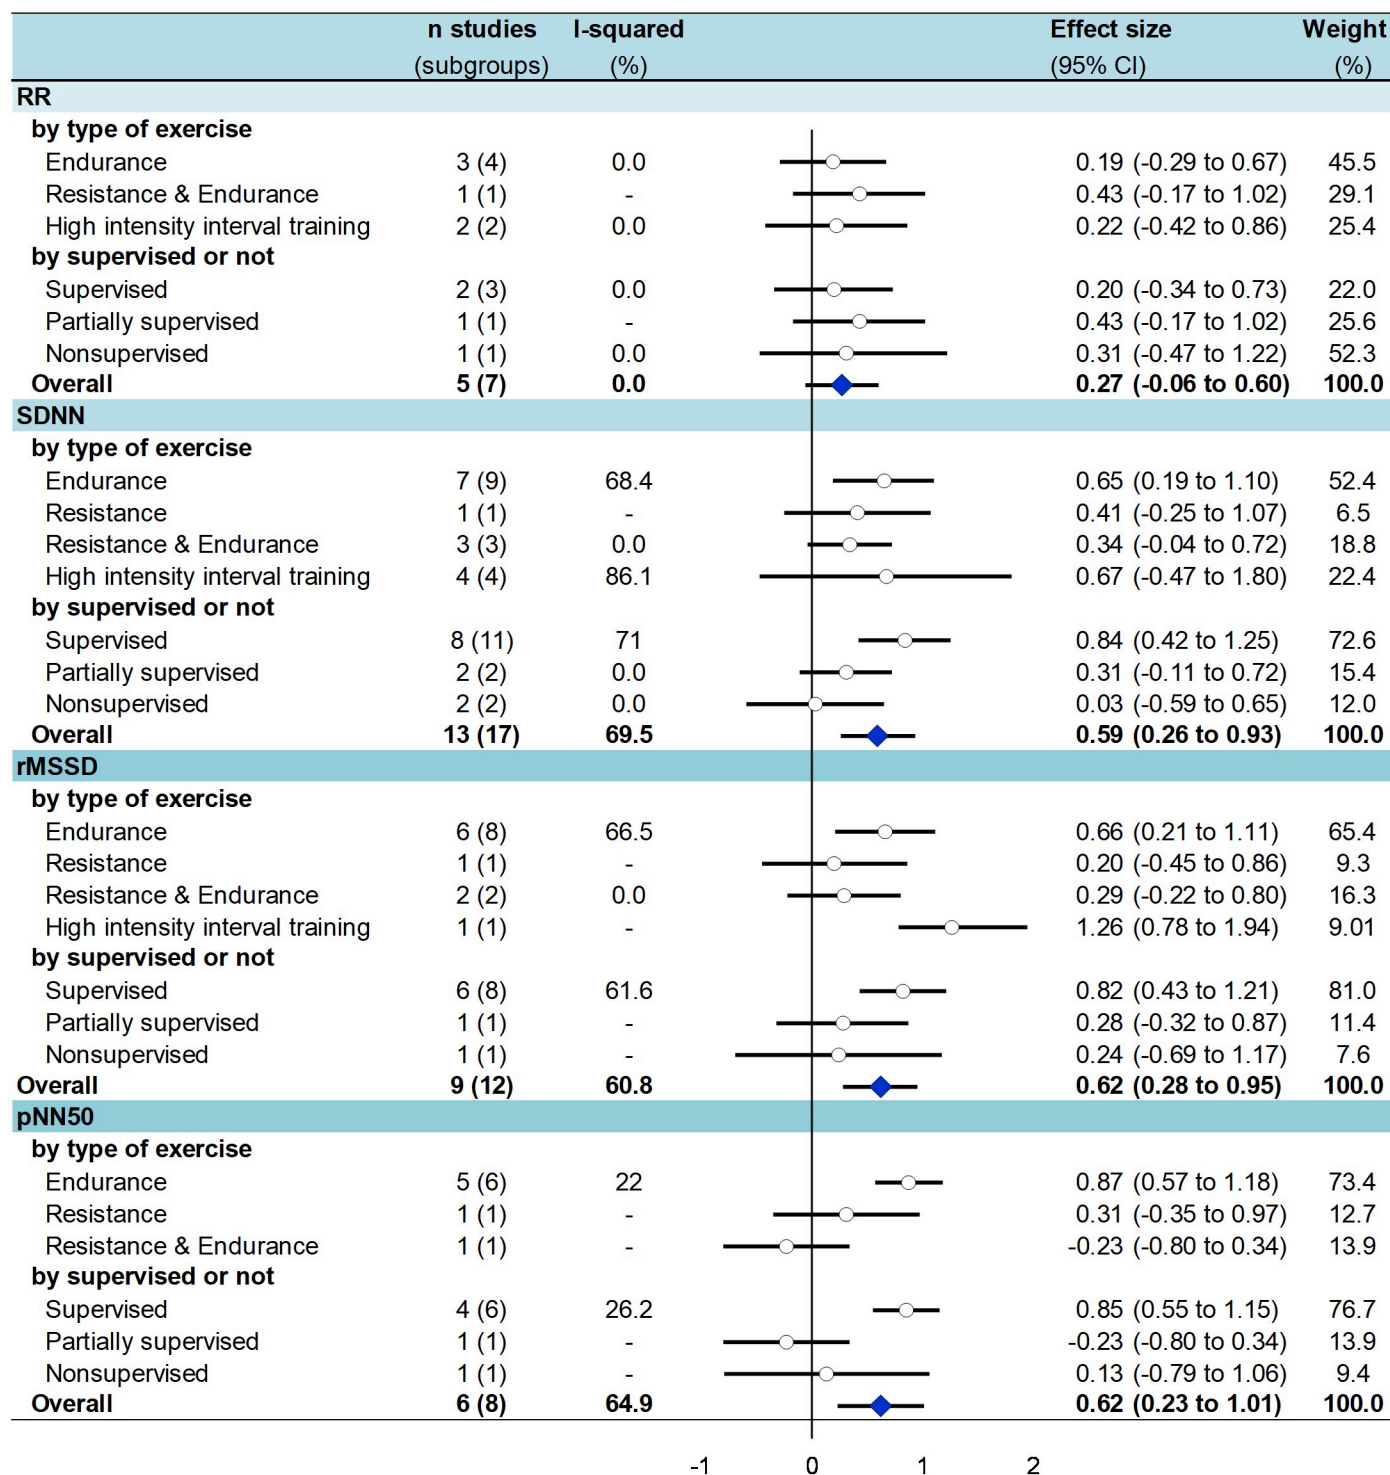 n studies I-squared Effect size Weight
(subgroups) (%) (95% CI) (%)
RR
by type of exercise
Endurance 3 (4) 0.0 0.19 (-0.29 to 0.67) 45.5
Resistance & Endurance 1 (1) - 0.43 (-0.17 to 1.02) 29.1
High intensity interval training 2 (2) 0.0 0.22 (-0.42 to 0.86) 25.4
by supervised or not
Supervised 2 (3) 0.0 0.20 (-0.34 to 0.73) 22.0
Partially supervised 1 (1) - 0.43 (-0.17 to 1.02) 25.6
Nonsupervised 1 (1) 0.0 0.31 (-0.47 to 1.22) 52.3
Overall 5 (7) 0.0 0.27 (-0.06 to 0.60) 100.0
SDNN
by type of exercise
Endurance 7 (9) 68.4 0.65 (0.19 to 1.10) 52.4
Resistance 1 (1) - 0.41 (-0.25 to 1.07) 6.5
Resistance & Endurance 3 (3) 0.0 0.34 (-0.04 to 0.72) 18.8
High intensity interval training 4 (4) 86.1 0.67 (-0.47 to 1.80) 22.4
by supervised or not
Supervised 8 (11) 71 0.84 (0.42 to 1.25) 72.6
Partially supervised 2 (2) 0.0 0.31 (-0.11 to 0.72) 15.4
Nonsupervised 2 (2) 0.0 0.03 (-0.59 to 0.65) 12.0
Overall 13 (17) 69.5 0.59 (0.26 to 0.93) 100.0
rMSSD
by type of exercise
Endurance 6 (8) 66.5 0.66 (0.21 to 1.11) 65.4
Resistance 1 (1) - 0.20 (-0.45 to 0.86) 9.3
Resistance & Endurance 2 (2) 0.0 0.29 (-0.22 to 0.80) 16.3
High intensity interval training 1 (1) - 1.26 (0.78 to 1.94) 9.01
by supervised or not
Supervised 6 (8) 61.6 0.82 (0.43 to 1.21) 81.0
Partially supervised 1 (1) - 0.28 (-0.32 to 0.87) 11.4
Nonsupervised 1 (1) - 0.24 (-0.69 to 1.17) 7.6
Overall 9 (12) 60.8 0.62 (0.28 to 0.95) 100.0
pNN50
by type of exercise
Endurance 5 (6) 22 0.87 (0.57 to 1.18) 73.4
Resistance 1 (1) - 0.31 (-0.35 to 0.97) 12.7
Resistance & Endurance 1 (1) - -0.23 (-0.80 to 0.34) 13.9
by supervised or not
Supervised 4 (6) 26.2 0.85 (0.55 to 1.15) 76.7
Partially supervised 1 (1) - -0.23 (-0.80 to 0.34) 13.9
Nonsupervised 1 (1) - 0.13 (-0.79 to 1.06) 9.4
Overall 6 (8) 64.9 0.62 (0.23 to 1.01) 100.0
-1 0 1 2